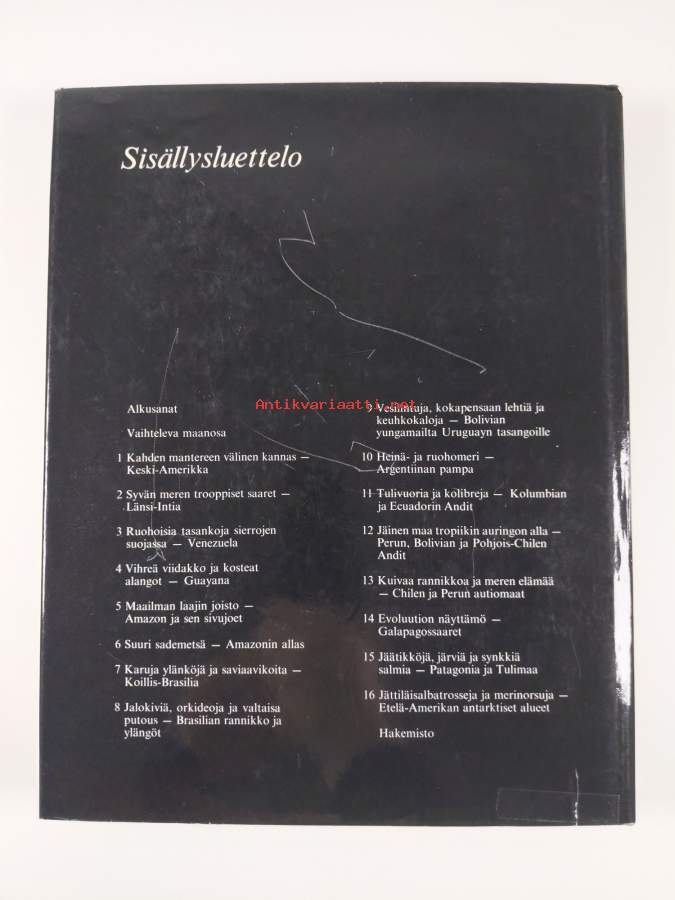 Sisällysluettelo
Alkusanat
Vaihteleva maanosa
1 Kahden mantereen välinen kannas —
Keski-Amerikka
2 Syvän meren trooppiset saaret —
Länsi-Intia
3 Ruohoisia tasankoja sierrojen
suojassa — Venezuela
4 Vihreä viidakko ja kosteat
alangot — Guayana
5 Maailman laajin joisto —
Amazon ja sen sivujoet
6 Suuri sademetsä — Amazonin allas
7 Karuja ylänköjä ja saviaavikoita —
Koillis-Brasilia
8 Jalokiviä, orkideoja ja valtaisa
putous — Brasilian rannikko ja
ylängöt
Antikvariaatti.net
9 Vesilintuja, kokapensaan lehtiä ja
keuhkokaloja — Bolivian
yungamailta Uruguayn tasangoille
10 Heinä- ja ruohomeri —
Argentiinan pampa
11 Tulivuoria ja kolibreja — Kolumbian
ja Ecuadorin Andit
12 Jäinen maa tropiikin auringon alla —
Perun, Bolivian ja Pohjois-Chilen
Andit
13 Kuivaa rannikkoa ja meren elämää
— Chilen ja Perun autiomaat
14 Evoluution näyttämö —
Galapagossaaret
15 Jäätikköjä, järviä ja synkkiä
salmia — Patagonia ja Tulimaa
16 Jättiläisalbatrosseja ja merinorsuja —
Etelä-Amerikan antarktiset alueet
Hakemisto